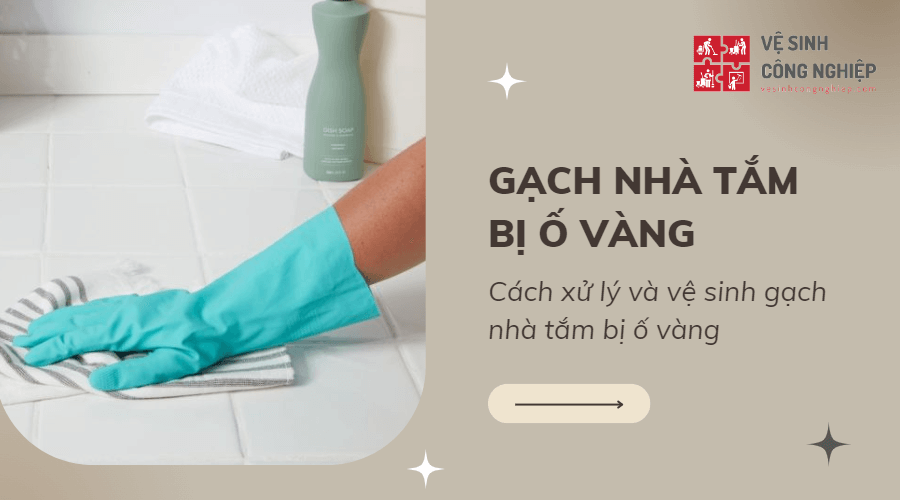 VỆ SINH
CÔNG NGHIỆP
vesinhcongnghiep.com
GẠCH NHÀ TẮM
BỊ Ố VÀNG
Cách xử lý và vệ sinh gạch
nhà tắm bị ố vàng
DISH SOAP